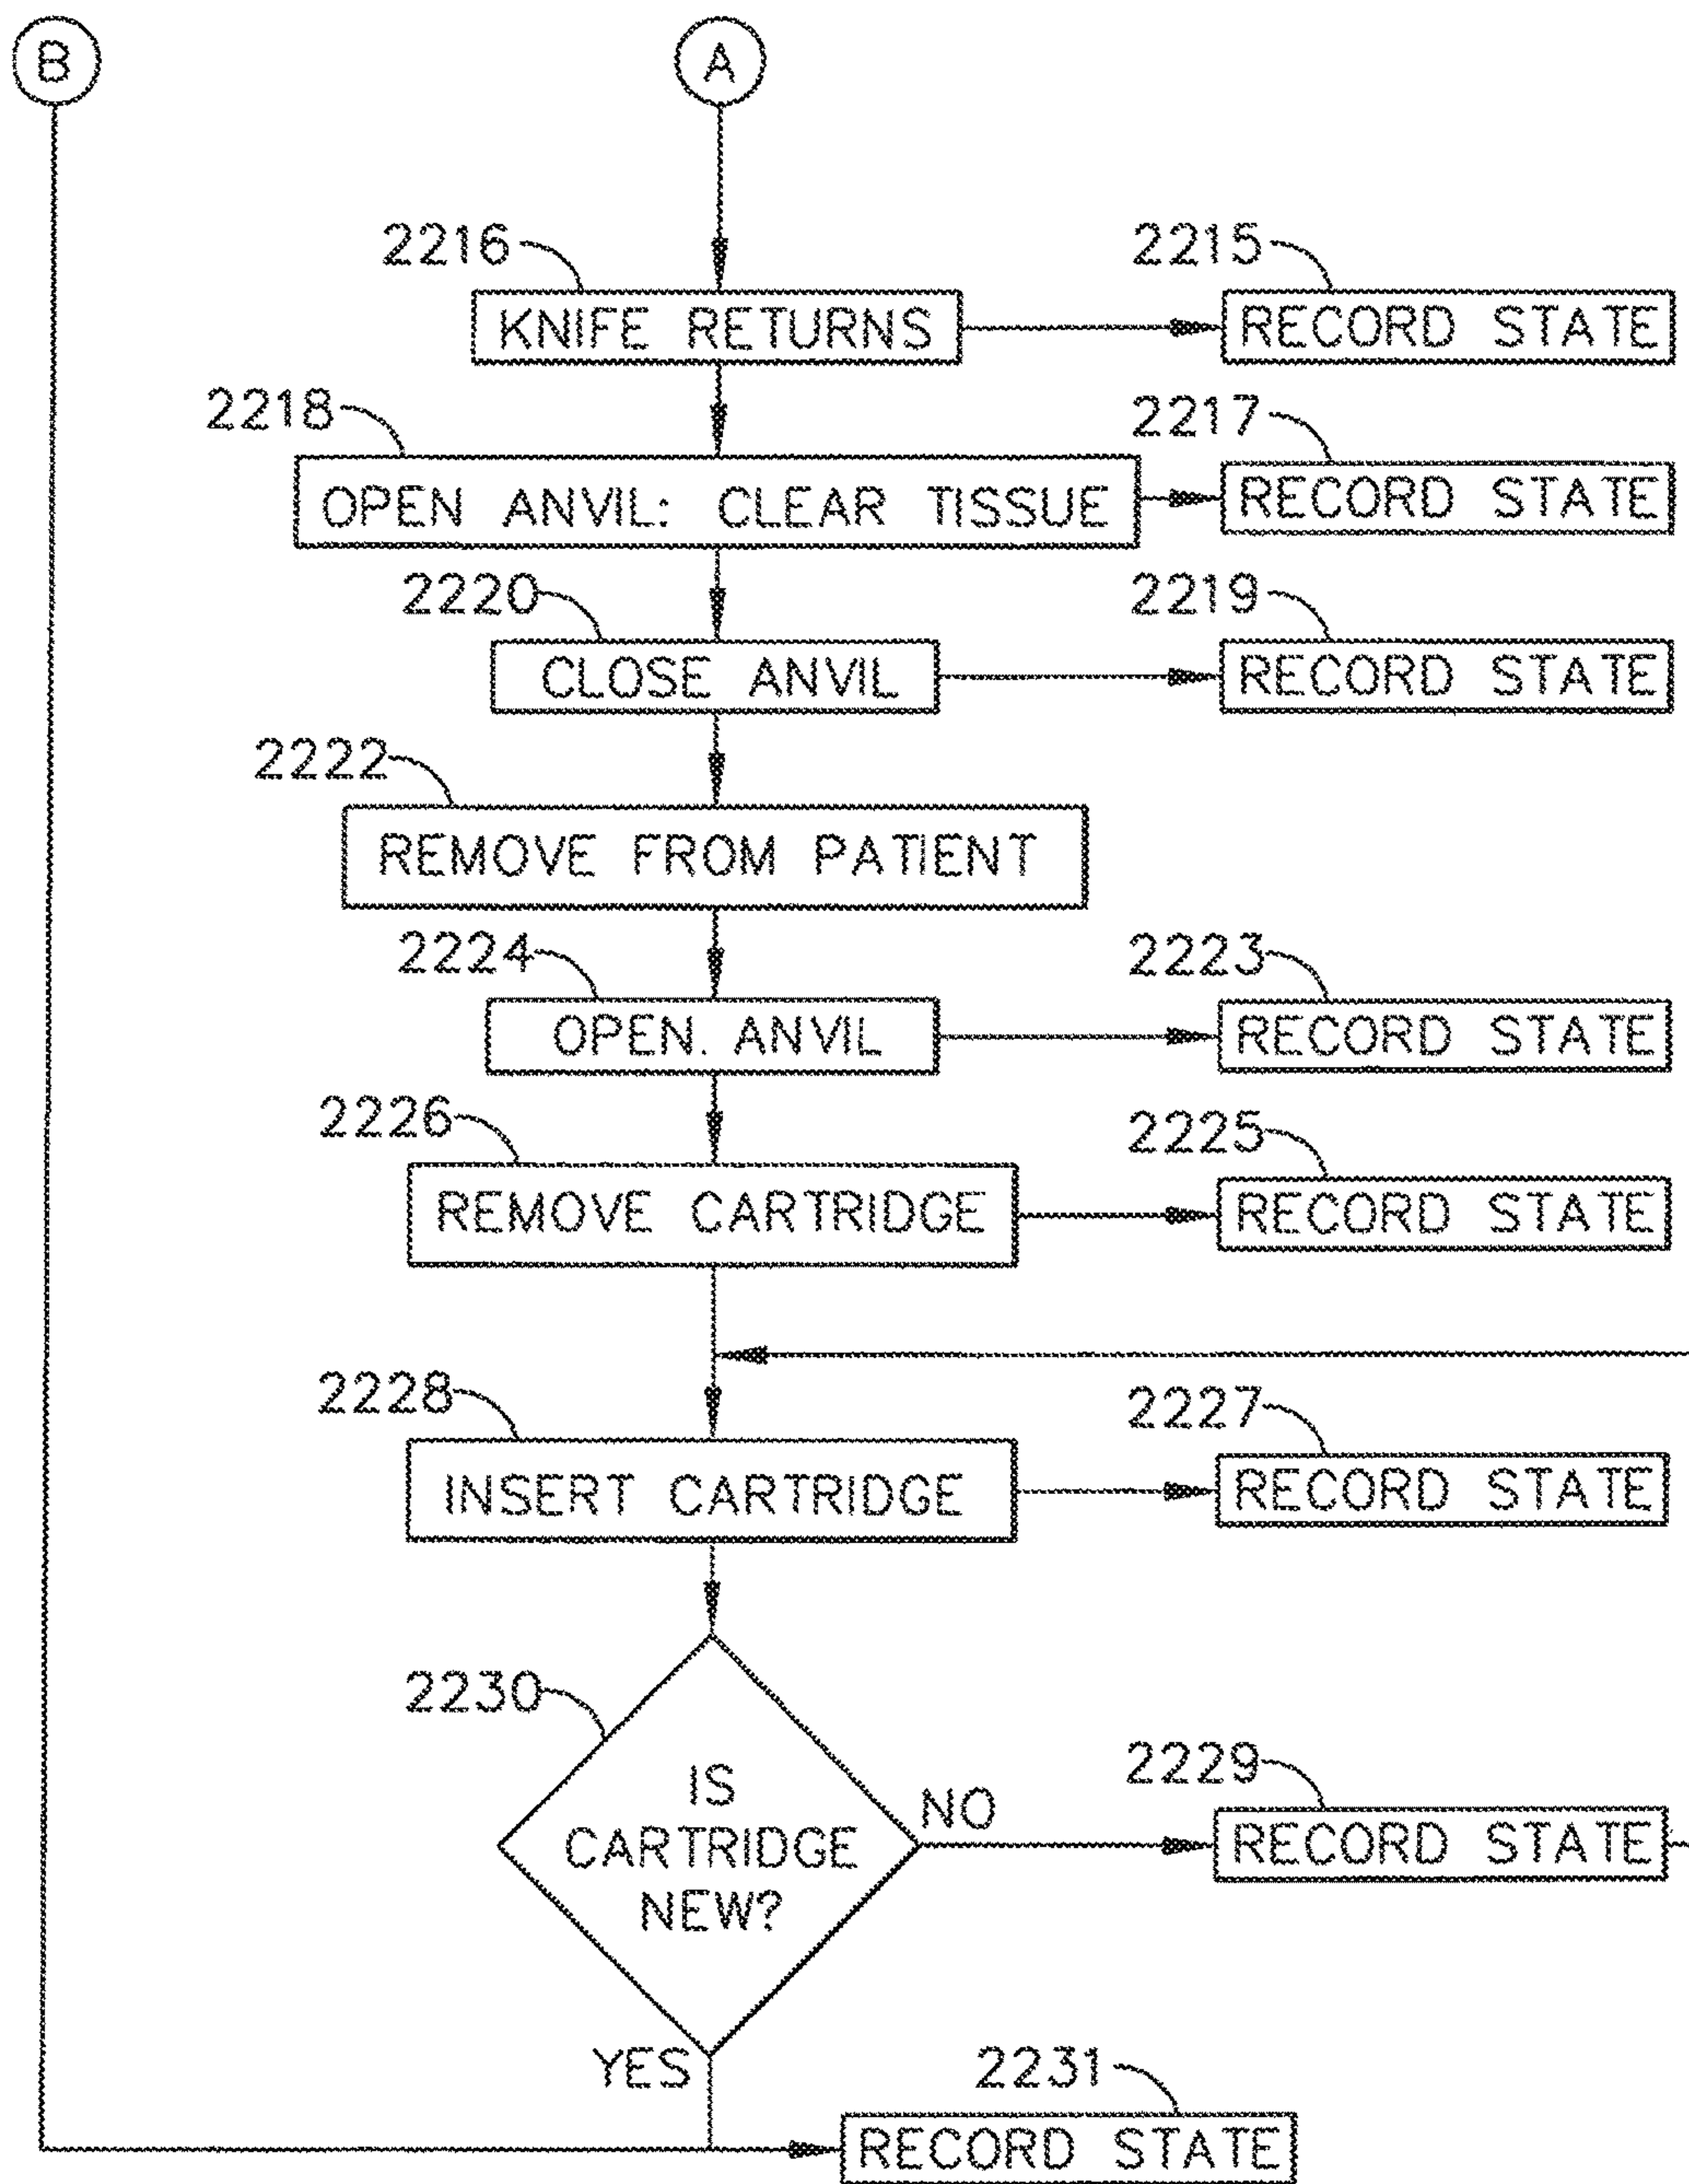 B
A
2216
2215
KNIFE RETURNS
RECORD STATE
2218
2217
OPEN ANVIL: CLEAR TISSUE
RECORD STATE
2220
2219
CLOSE ANVIL
RECORD STATE
2222
REMOVE FROM PATIENT
2224
2223
OPEN. ANVIL
RECORD STATE
2226
2225
REMOVE CARTRIDGE
RECORD STATE
2228
2227
INSERT CARTRIDGE
RECORD STATE
2230
IS
CARTRIDGE
NEW?
NO
2229
RECORD STATE
YES
2231
RECORD STATE